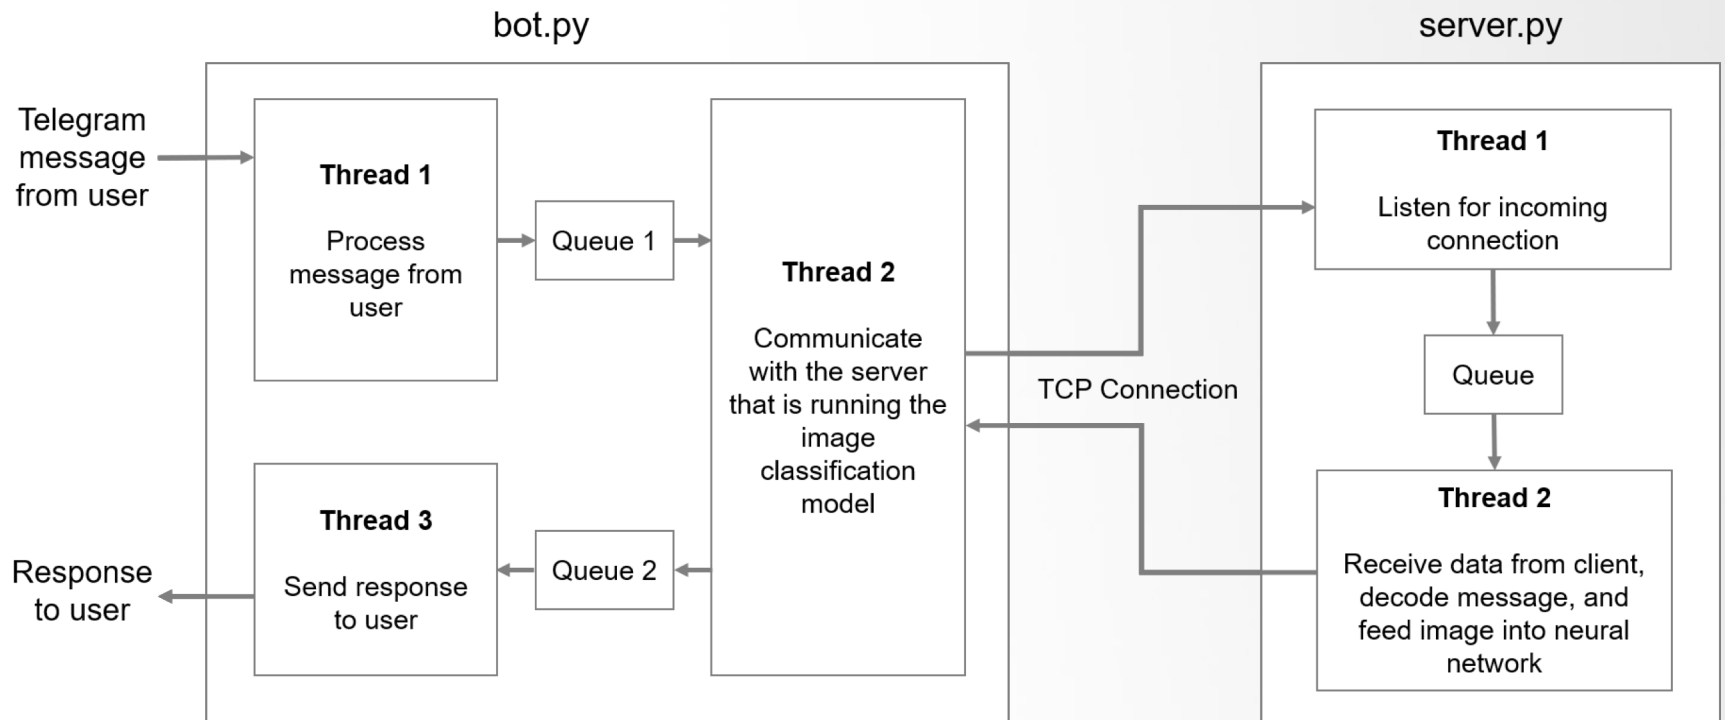 bot.py
server.py
Telegram
message
from user
Thread 1
Process
message from
user
Queue 1
Thread 2
Communicate
with the server
that is running the
image
classification
model
TCP Connection
Thread 1
Listen for incoming
connection
Queue
Thread 2
Receive data from client,
decode message, and
feed image into neural
network
Queue 2
Thread 3
Send response
to user
Response
to user